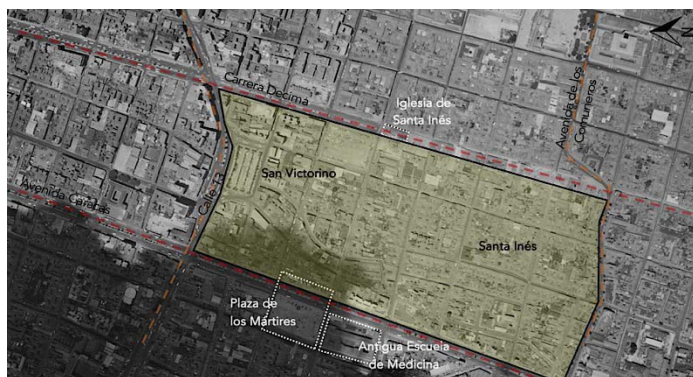 N
Carrera Decima
Iglesia de
Santa Inés
Avenida de los
Comuneros
San Victorino
Calle 13
Avenida Caracas
Santa Inés
Plaza de
los Mártires
Antigua Escuela
de Medicina